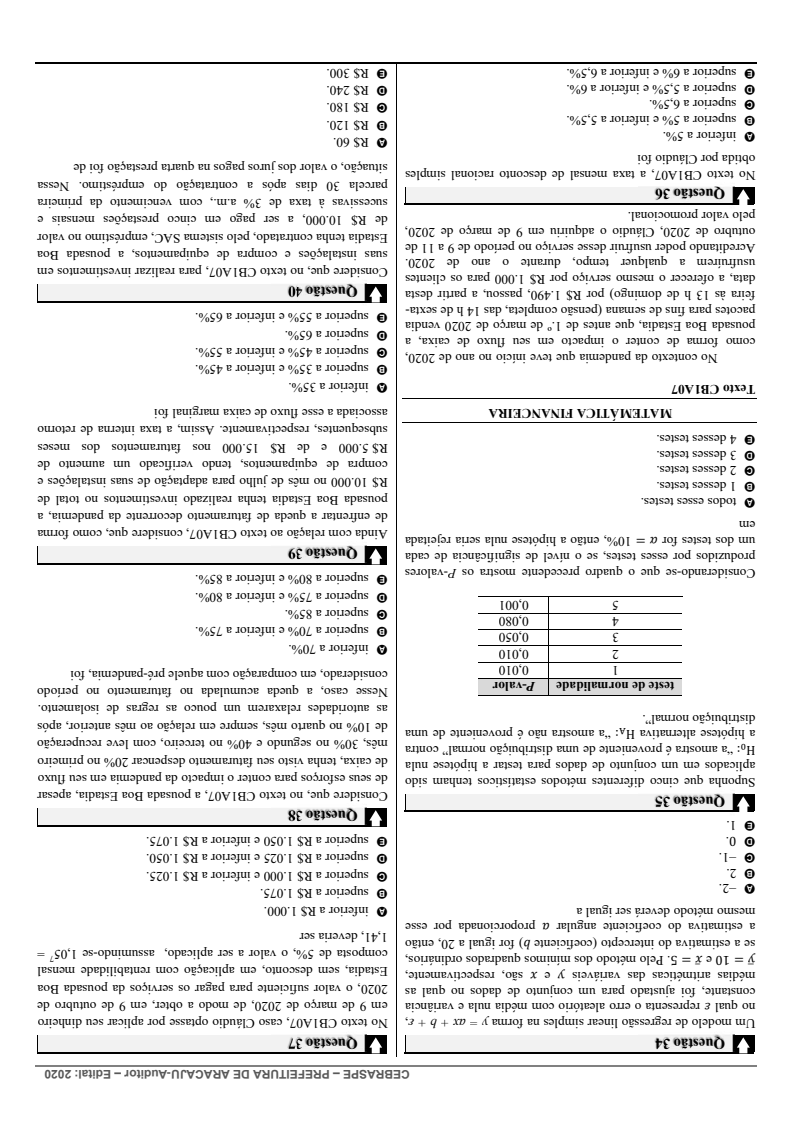 CEBRASPE – PREFEITURA DE ARACAJU-Auditor – Edital: 2020
Questão 34
Um modelo de regressão linear simples na forma y = ax + b + ε,
no qual ε representa o erro aleatório com média nula e variância
constante, foi ajustado para um conjunto de dados no qual as
médias aritméticas das variáveis y e x são, respectivamente,
ȳ = 10 e x̄ = 5. Pelo método dos mínimos quadrados ordinários,
se a estimativa do intercepto (coeficiente b) for igual a 20, então
a estimativa do coeficiente angular a proporcionada por esse
mesmo método deverá ser igual a
A –2.
B 2.
C –1.
D 0.
E 1.
Questão 35
Suponha que cinco diferentes métodos estatísticos tenham sido
aplicados em um conjunto de dados para testar a hipótese nula
H₀: “a amostra é proveniente de uma distribuição normal” contra
a hipótese alternativa Hᴀ: “a amostra não é proveniente de uma
distribuição normal”.
teste de normalidade P-valor
1 0,010
2 0,010
3 0,050
4 0,080
5 0,001
Considerando-se que o quadro precedente mostra os P-valores
produzidos por esses testes, se o nível de significância de cada
um dos testes for α = 10%, então a hipótese nula seria rejeitada
em
A todos esses testes.
B 1 desses testes.
C 2 desses testes.
D 3 desses testes.
E 4 desses testes.
MATEMÁTICA FINANCEIRA
Texto CB1A07
No contexto da pandemia que teve início no ano de 2020,
como forma de conter o impacto em seu fluxo de caixa, a
pousada Boa Estadia, que antes de 1.º de março de 2020 vendia
pacotes para fins de semana (pensão completa, das 14 h de sexta-
feira às 13 h de domingo) por R$ 1.490, passou, a partir desta
data, a oferecer o mesmo serviço por R$ 1.000 para os clientes
usufruírem a qualquer tempo, durante o ano de 2020.
Acreditando poder usufruir desse serviço no período de 9 a 11 de
outubro de 2020, Cláudio o adquiriu em 9 de março de 2020,
pelo valor promocional.
Questão 36
No texto CB1A07, a taxa mensal de desconto racional simples
obtida por Cláudio foi
A inferior a 5%.
B superior a 5% e inferior a 5,5%.
C superior a 6,5%.
D superior a 5,5% e inferior a 6%.
E superior a 6% e inferior a 6,5%.
Questão 37
No texto CB1A07, caso Cláudio optasse por aplicar seu dinheiro
em 9 de março de 2020, de modo a obter, em 9 de outubro de
2020, o valor suficiente para pagar os serviços da pousada Boa
Estadia, sem desconto, em aplicação com rentabilidade mensal
composta de 5%, o valor a ser aplicado, assumindo-se 1,05⁷ =
1,41, deveria ser
A inferior a R$ 1.000.
B superior a R$ 1.075.
C superior a R$ 1.000 e inferior a R$ 1.025.
D superior a R$ 1.025 e inferior a R$ 1.050.
E superior a R$ 1.050 e inferior a R$ 1.075.
Questão 38
Considere que, no texto CB1A07, a pousada Boa Estadia, apesar
de seus esforços para conter o impacto da pandemia em seu fluxo
de caixa, tenha visto seu faturamento despencar 20% no primeiro
mês, 30% no segundo e 40% no terceiro, com leve recuperação
de 10% no quarto mês, sempre em relação ao mês anterior, após
as autoridades relaxarem um pouco as regras de isolamento.
Nesse caso, a queda acumulada no faturamento no período
considerado, em comparação com aquele pré-pandemia, foi
A inferior a 70%.
B superior a 70% e inferior a 75%.
C superior a 85%.
D superior a 75% e inferior a 80%.
E superior a 80% e inferior a 85%.
Questão 39
Ainda com relação ao texto CB1A07, considere que, como forma
de enfrentar a queda de faturamento decorrente da pandemia, a
pousada Boa Estadia tenha realizado investimentos no total de
R$ 10.000 no mês de julho para adaptação de suas instalações e
compra de equipamentos, tendo verificado um aumento de
R$ 5.000 e de R$ 15.000 nos faturamentos dos meses
subsequentes, respectivamente. Assim, a taxa interna de retorno
associada a esse fluxo de caixa marginal foi
A inferior a 35%.
B superior a 35% e inferior a 45%.
C superior a 45% e inferior a 55%.
D superior a 65%.
E superior a 55% e inferior a 65%.
Questão 40
Considere que, no texto CB1A07, para realizar investimentos em
suas instalações e compra de equipamentos, a pousada Boa
Estadia tenha contratado, pelo sistema SAC, empréstimo no valor
de R$ 10.000, a ser pago em cinco prestações mensais e
sucessivas à taxa de 3% a.m., com vencimento da primeira
parcela 30 dias após a contratação do empréstimo. Nessa
situação, o valor dos juros pagos na quarta prestação foi de
A R$ 60.
B R$ 120.
C R$ 180.
D R$ 240.
E R$ 300.